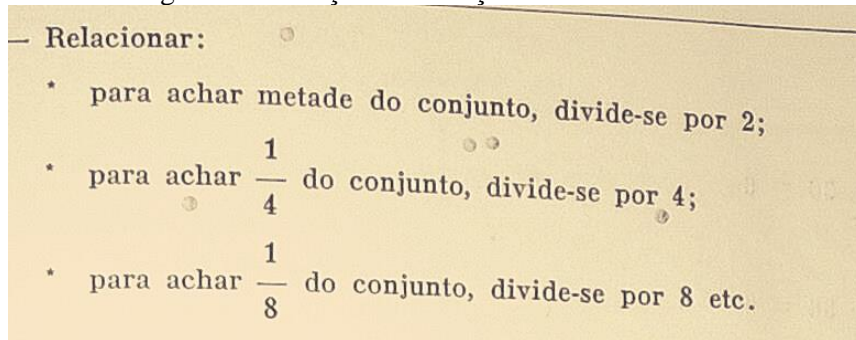 — Relacionar:
* para achar metade do conjunto, divide-se por 2;
* para achar 1/4 do conjunto, divide-se por 4;
* para achar 1/8 do conjunto, divide-se por 8 etc.